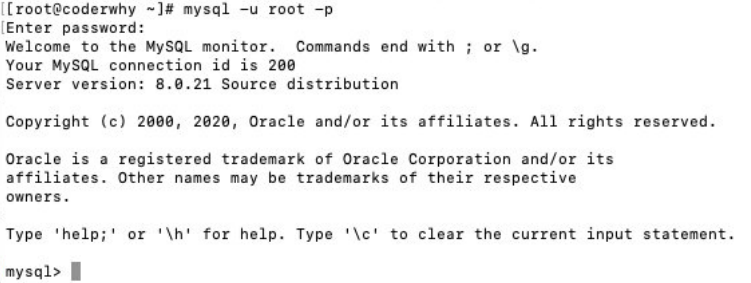 [[root@coderwhy ~]# mysql -u root -p
[Enter password:
Welcome to the MySQL monitor.  Commands end with ; or \g.
Your MySQL connection id is 200
Server version: 8.0.21 Source distribution
Copyright (c) 2000, 2020, Oracle and/or its affiliates. All rights reserved.
Oracle is a registered trademark of Oracle Corporation and/or its
affiliates. Other names may be trademarks of their respective
owners.
Type 'help;' or '\h' for help. Type '\c' to clear the current input statement.
mysql>